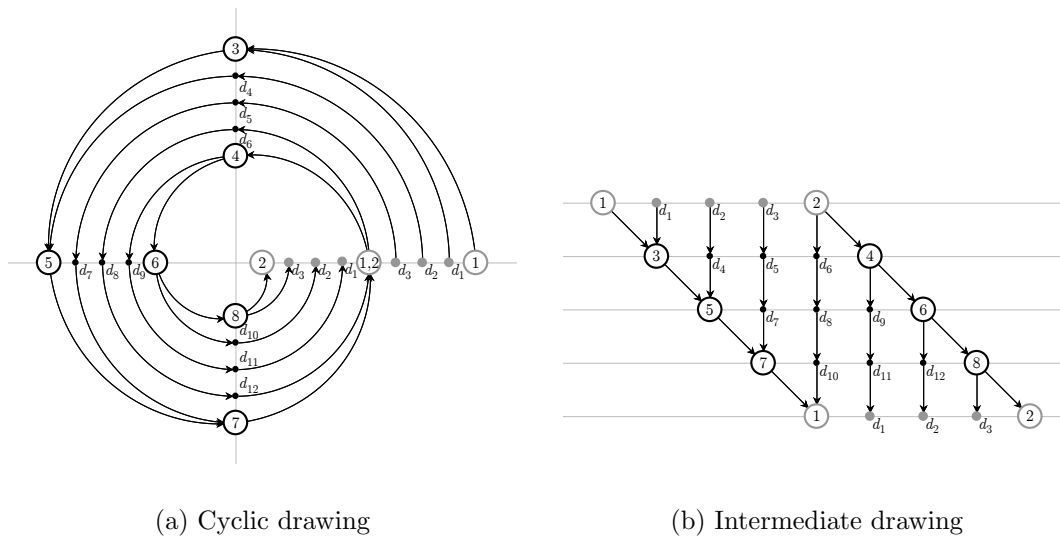 3
d4
d5
d6
4
5
d7
d8
d9
6
2
d3
d2
d1
1,2
d3
d2
d1
1
8
d10
d11
d12
7
(a) Cyclic drawing
1
d1
d2
d3
2
3
d4
d5
d6
4
5
d7
d8
d9
6
7
d10
d11
d12
8
1
d1
d2
d3
2
(b) Intermediate drawing